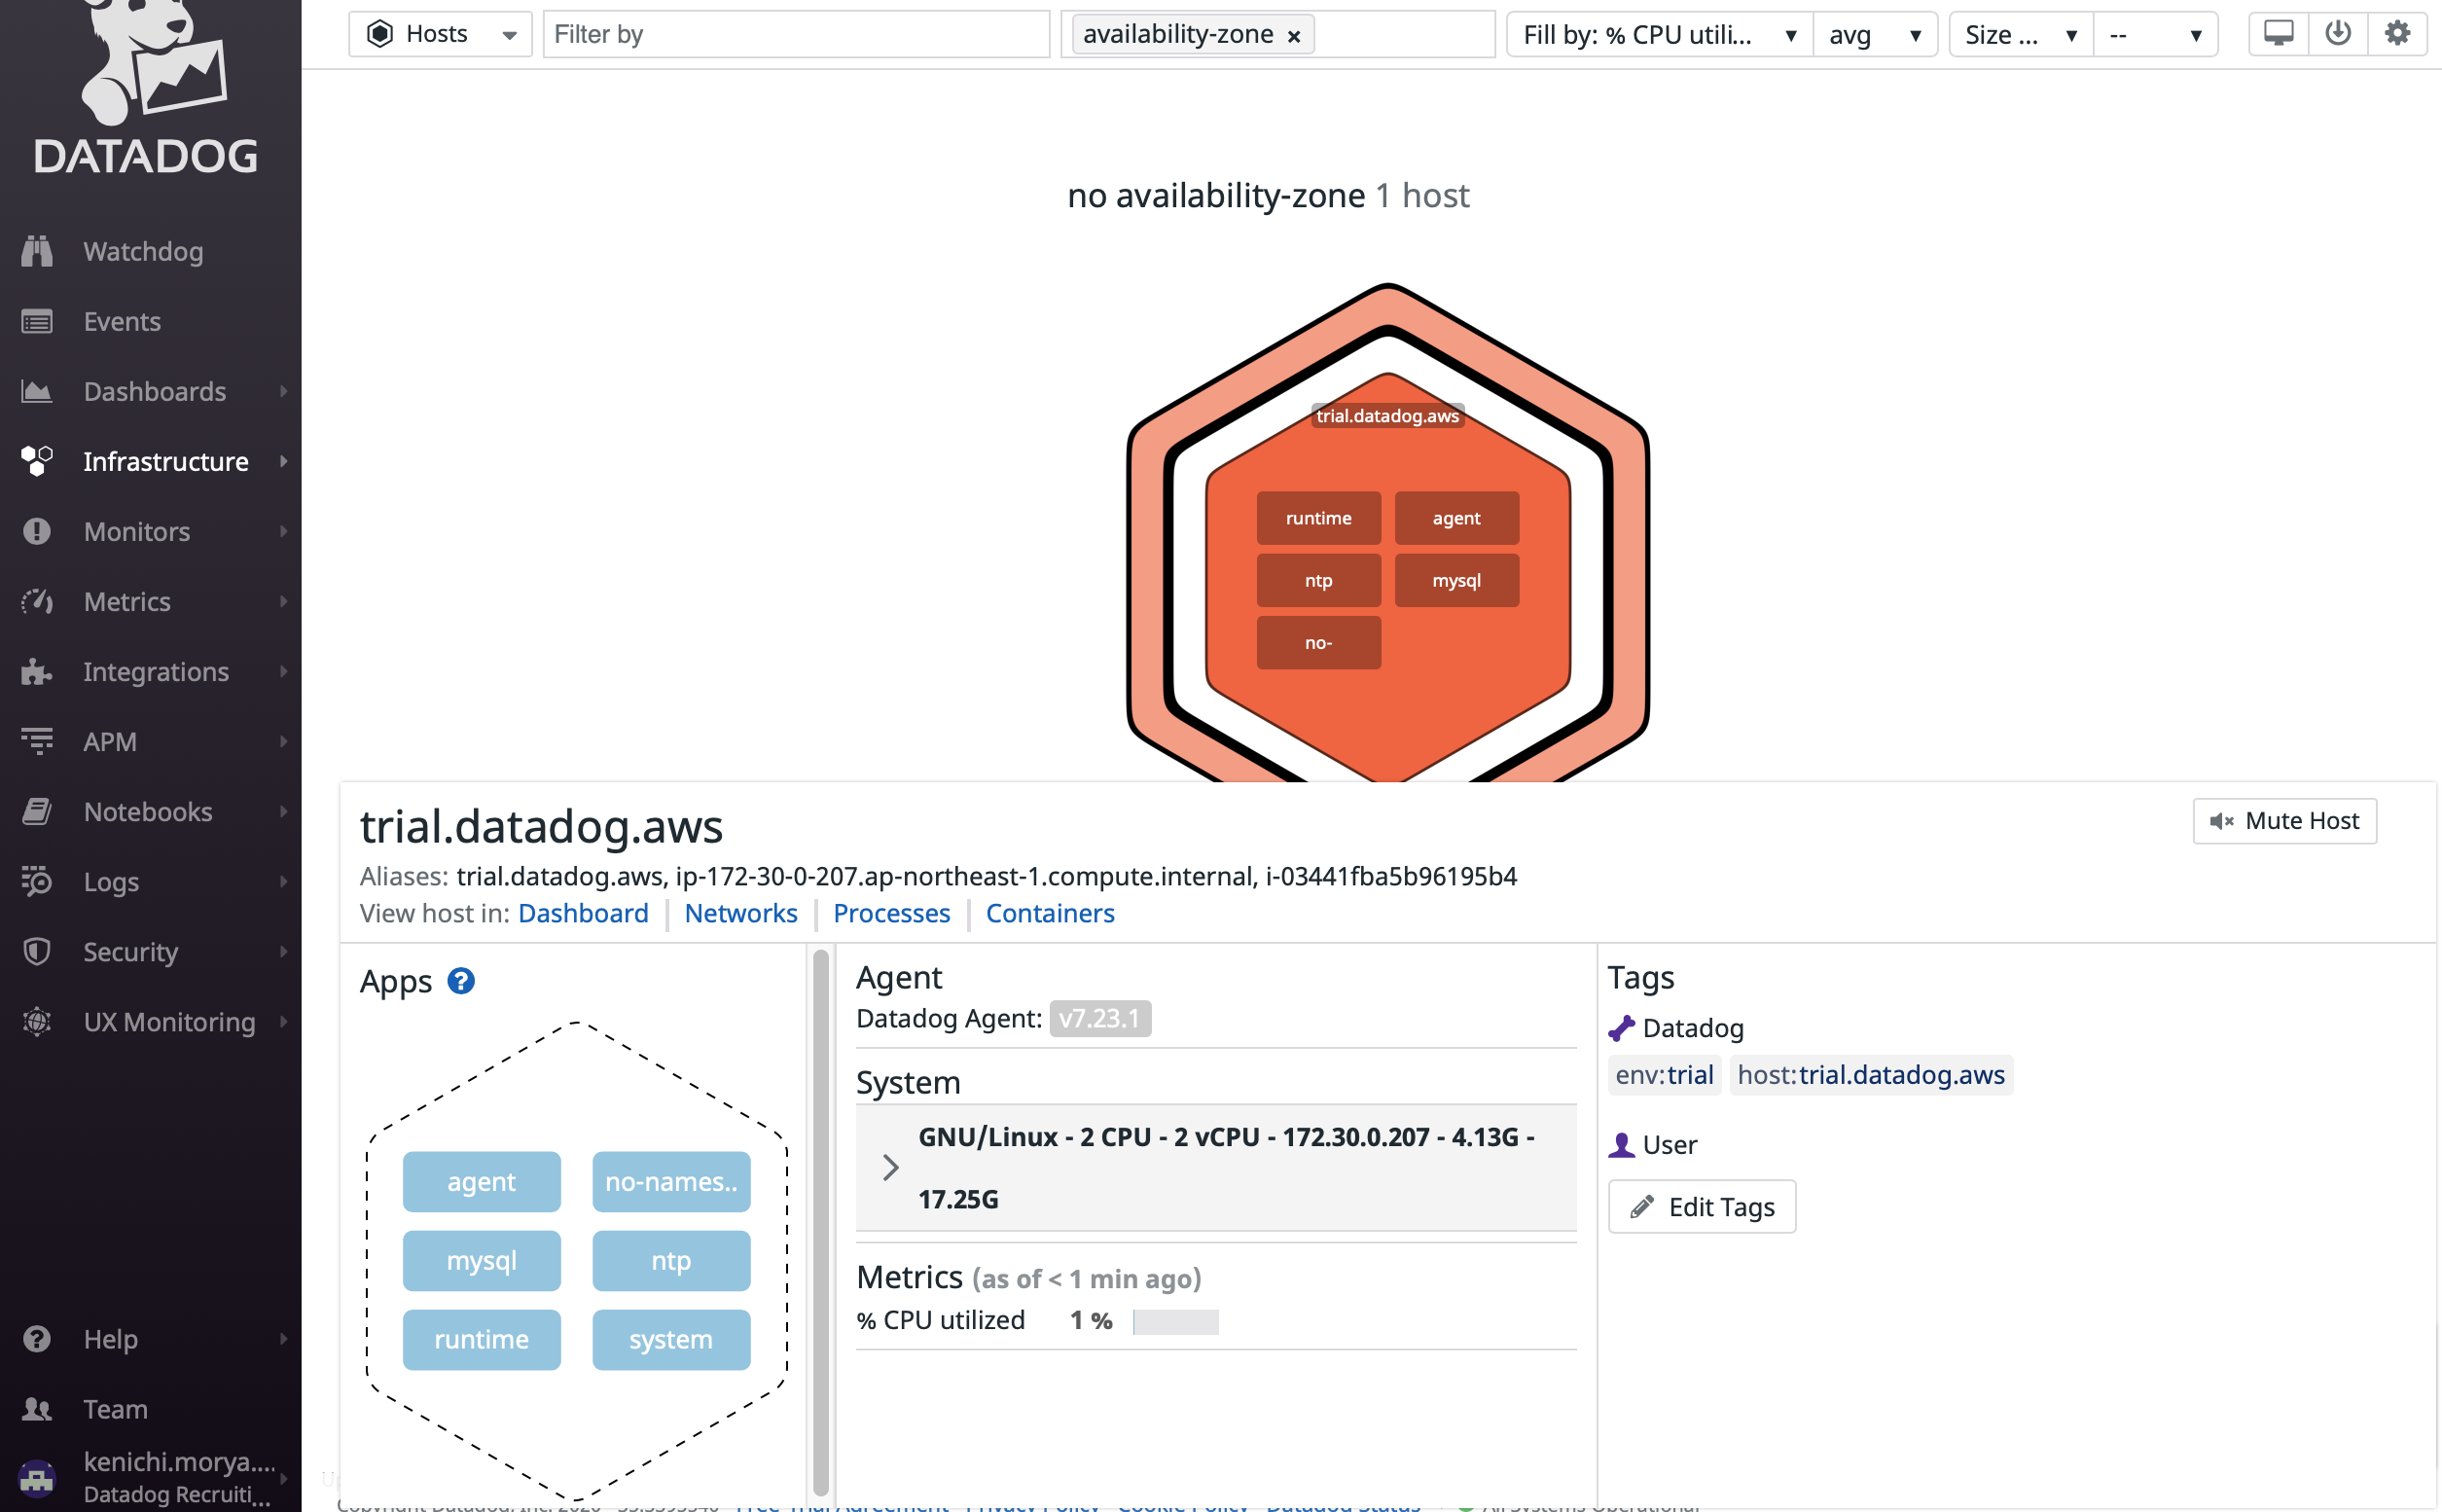 DATADOG
Watchdog
Events
Dashboards
Infrastructure
Monitors
Metrics
Integrations
APM
Notebooks
Logs
Security
UX Monitoring
Help
Team
kenichi.morya....
Datadog Recruiti...
Hosts
Filter by
availability-zone ×
Fill by: % CPU utili...
avg
Size ...
--
no availability-zone 1 host
trial.datadog.aws
runtime agent
ntp mysql
no-
trial.datadog.aws
Mute Host
Aliases: trial.datadog.aws, ip-172-30-0-207.ap-northeast-1.compute.internal, i-03441fba5b96195b4
View host in: Dashboard | Networks | Processes | Containers
Apps ?
agent no-names..
mysql ntp
runtime system
Agent
Datadog Agent: v7.23.1
System
GNU/Linux - 2 CPU - 2 vCPU - 172.30.0.207 - 4.13G -
17.25G
Metrics (as of < 1 min ago)
% CPU utilized 1 %
Tags
Datadog
env:trial host:trial.datadog.aws
User
Edit Tags